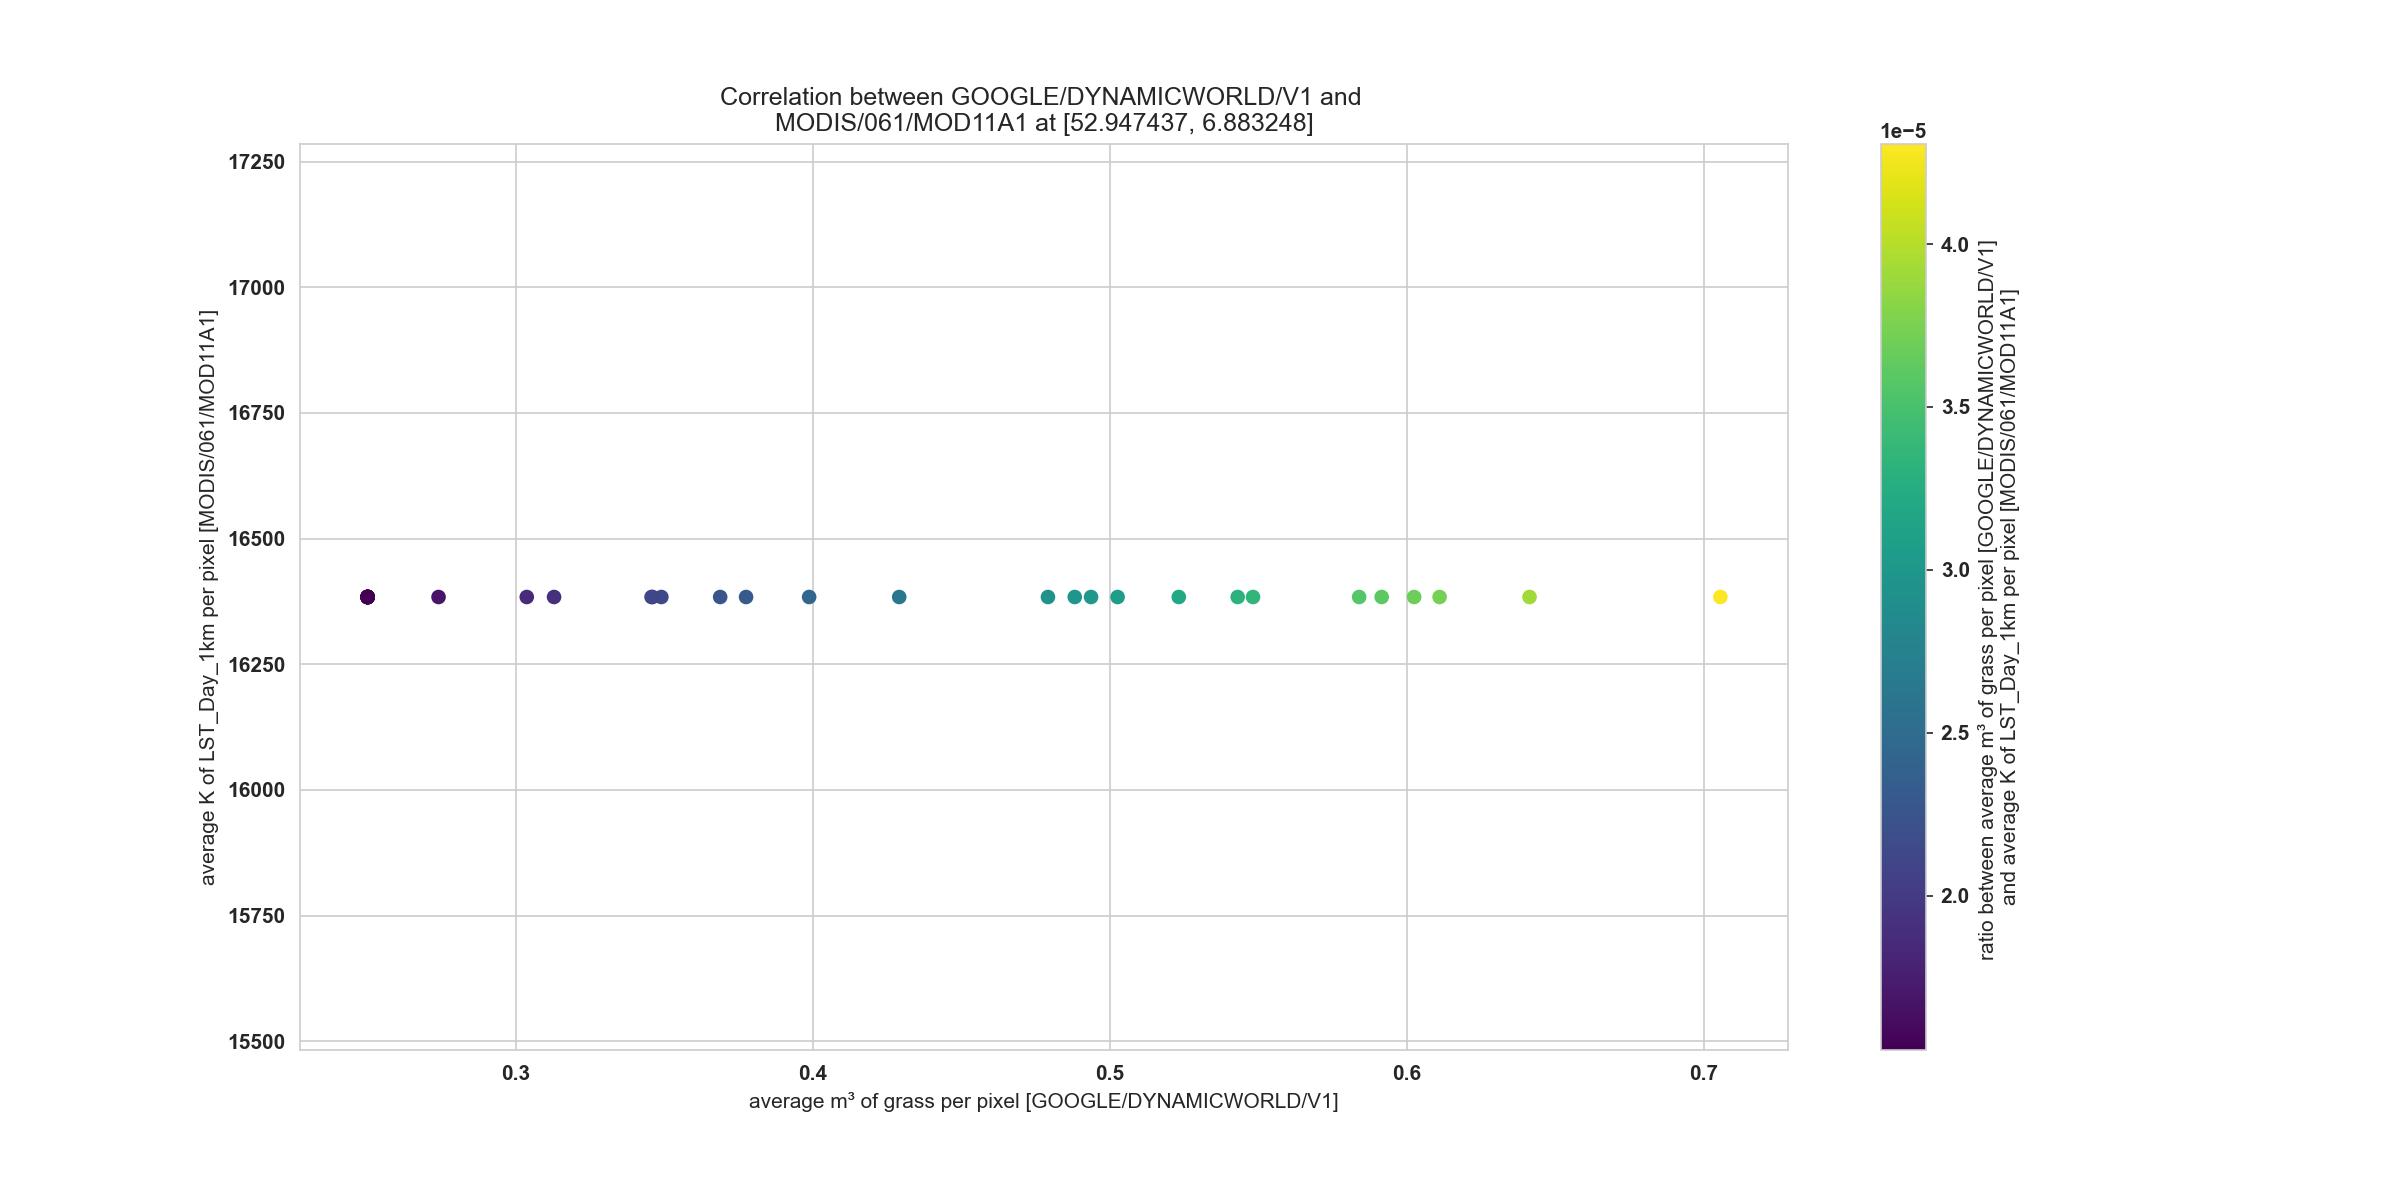 Correlation between GOOGLE/DYNAMICWORLD/V1 and
MODIS/061/MOD11A1 at [52.947437, 6.883248]
average K of LST_Day_1km per pixel [MODIS/061/MOD11A1]
17250
17000
16750
16500
16250
16000
15750
15500
0.3 0.4 0.5 0.6 0.7
average m³ of grass per pixel [GOOGLE/DYNAMICWORLD/V1]
1e−5
4.0
3.5
3.0
2.5
2.0
ratio between average m³ of grass per pixel [GOOGLE/DYNAMICWORLD/V1]
and average K of LST_Day_1km per pixel [MODIS/061/MOD11A1]